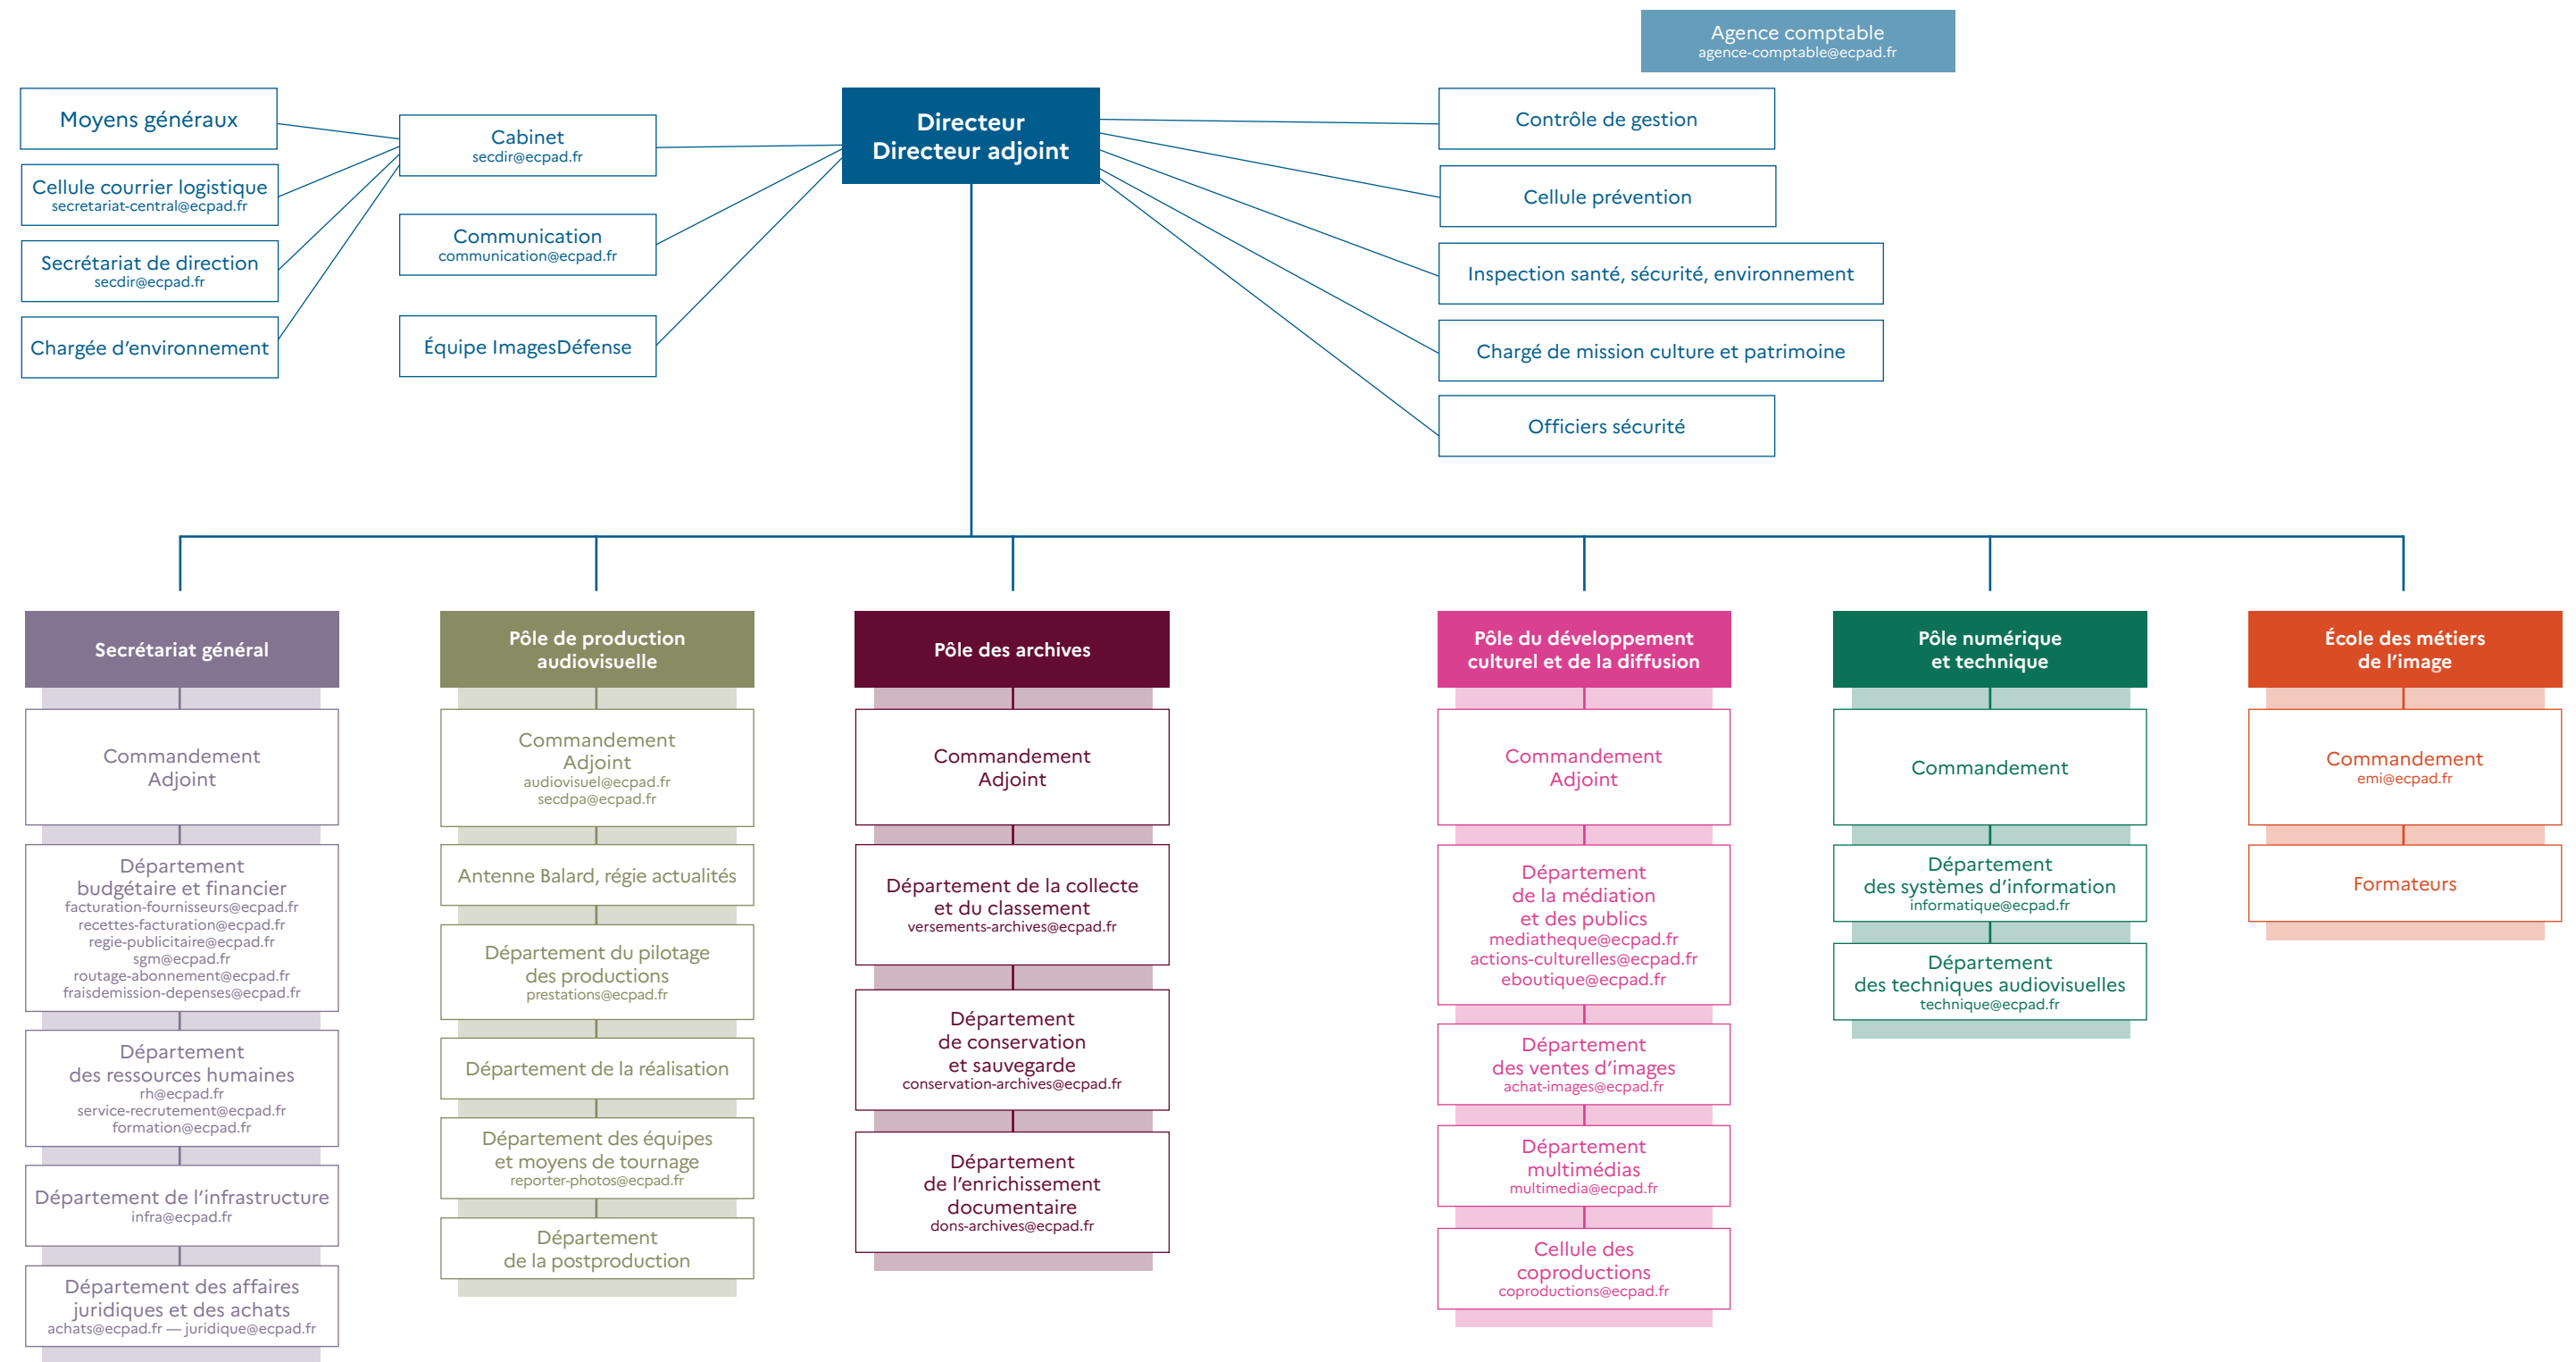 Agence comptable
agence-comptable@ecpad.fr
Moyens généraux
Cellule courrier logistique
secretariat-central@ecpad.fr
Secrétariat de direction
secdir@ecpad.fr
Chargée d’environnement
Cabinet
secdir@ecpad.fr
Communication
communication@ecpad.fr
Équipe ImagesDéfense
Directeur
Directeur adjoint
Contrôle de gestion
Cellule prévention
Inspection santé, sécurité, environnement
Chargé de mission culture et patrimoine
Officiers sécurité
Secrétariat général
Commandement
Adjoint
Département
budgétaire et financier
facturation-fournisseurs@ecpad.fr
recettes-facturation@ecpad.fr
regie-publicitaire@ecpad.fr
sgm@ecpad.fr
routage-abonnement@ecpad.fr
fraisdemission-depenses@ecpad.fr
Département
des ressources humaines
rh@ecpad.fr
service-recrutement@ecpad.fr
formation@ecpad.fr
Département de l’infrastructure
infra@ecpad.fr
Département des affaires
juridiques et des achats
achats@ecpad.fr — juridique@ecpad.fr
Pôle de production
audiovisuelle
Commandement
Adjoint
audiovisuel@ecpad.fr
secdpa@ecpad.fr
Antenne Balard, régie actualités
Département du pilotage
des productions
prestations@ecpad.fr
Département de la réalisation
Département des équipes
et moyens de tournage
reporter-photos@ecpad.fr
Département
de la postproduction
Pôle des archives
Commandement
Adjoint
Département de la collecte
et du classement
versements-archives@ecpad.fr
Département
de conservation
et sauvegarde
conservation-archives@ecpad.fr
Département
de l’enrichissement
documentaire
dons-archives@ecpad.fr
Pôle du développement
culturel et de la diffusion
Commandement
Adjoint
Département
de la médiation
et des publics
mediatheque@ecpad.fr
actions-culturelles@ecpad.fr
eboutique@ecpad.fr
Département
des ventes d’images
achat-images@ecpad.fr
Département
multimédias
multimedia@ecpad.fr
Cellule des
coproductions
coproductions@ecpad.fr
Pôle numérique
et technique
Commandement
Département
des systèmes d’information
informatique@ecpad.fr
Département
des techniques audiovisuelles
technique@ecpad.fr
École des métiers
de l’image
Commandement
emi@ecpad.fr
Formateurs